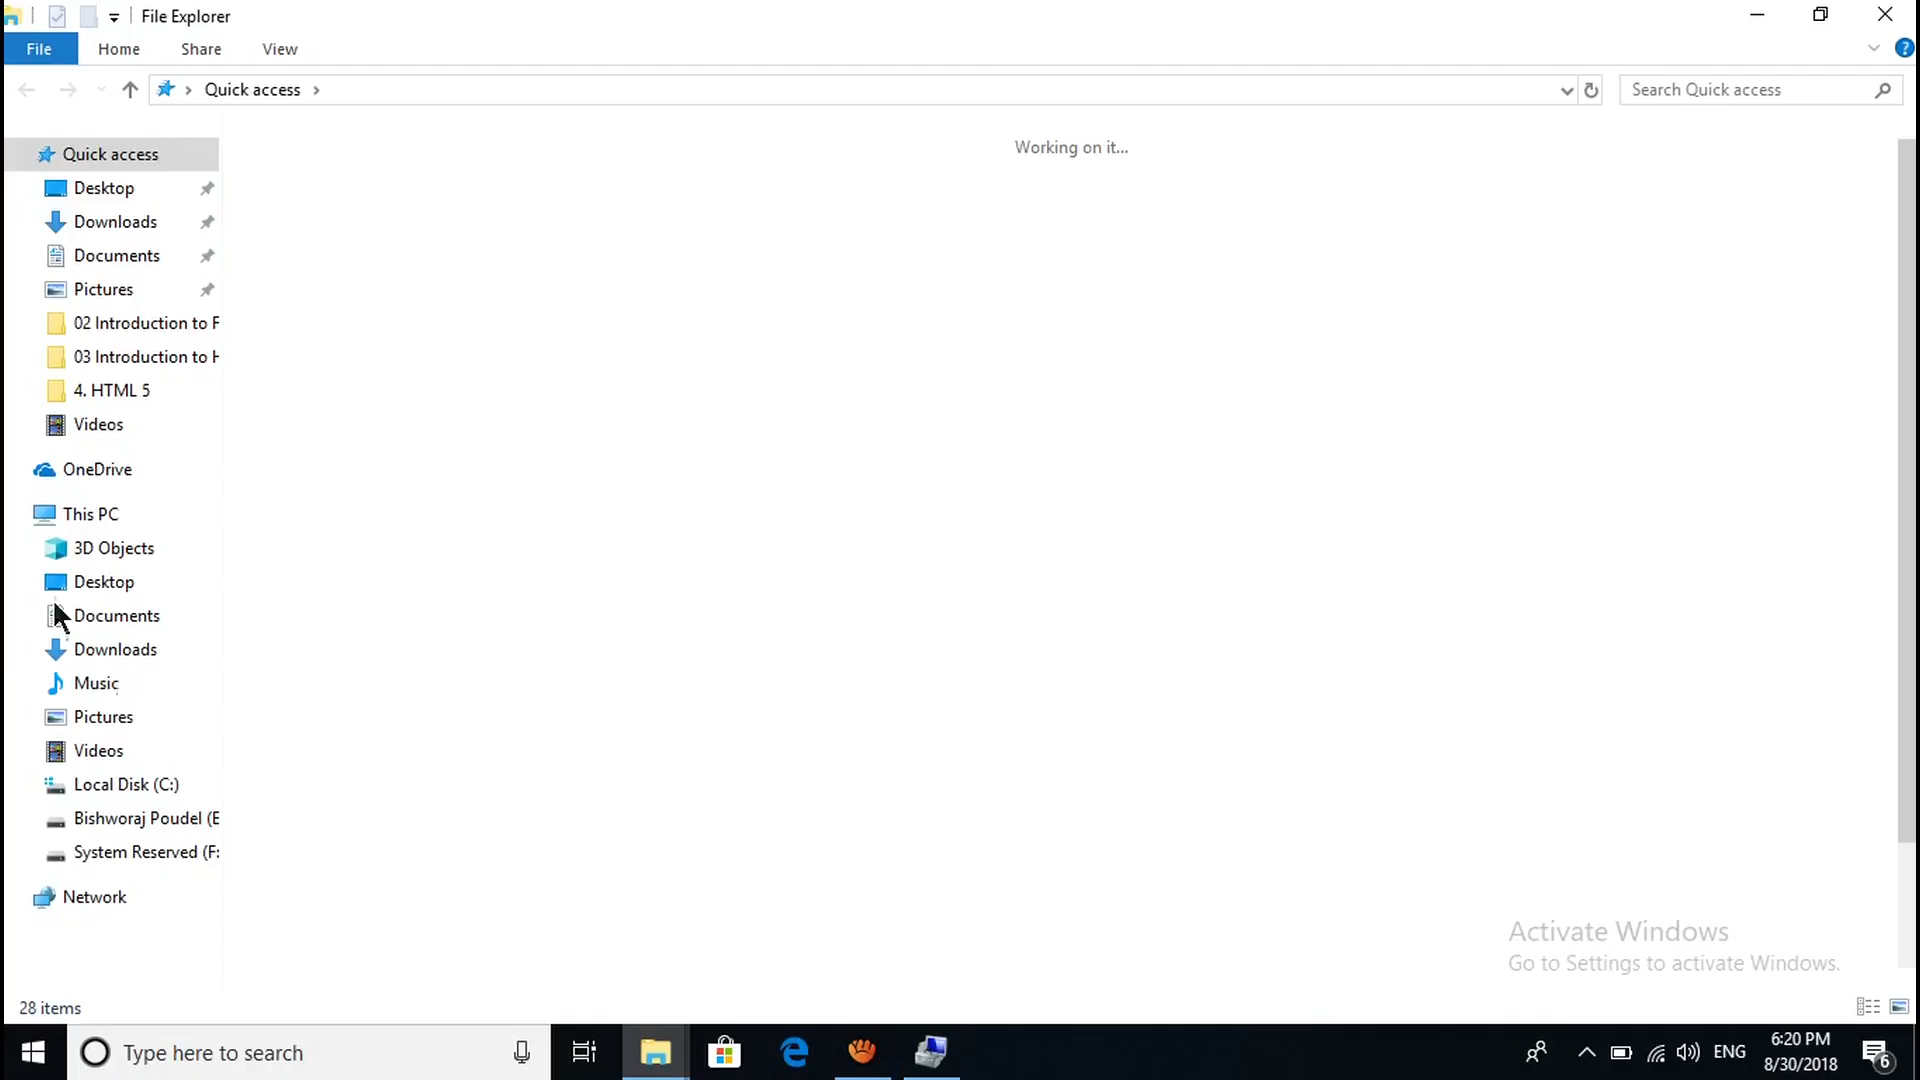 File Explorer
File Home Share View
Quick access
Search Quick access
Working on it...
Quick access
Desktop
Downloads
Documents
Pictures
02 Introduction to F
03 Introduction to H
4. HTML 5
Videos
OneDrive
This PC
3D Objects
Desktop
Documents
Downloads
Music
Pictures
Videos
Local Disk (C:)
Bishworaj Poudel (E
System Reserved (F:
Network
Activate Windows
Go to Settings to activate Windows.
28 items
Type here to search
ENG
6:20 PM
8/30/2018
6